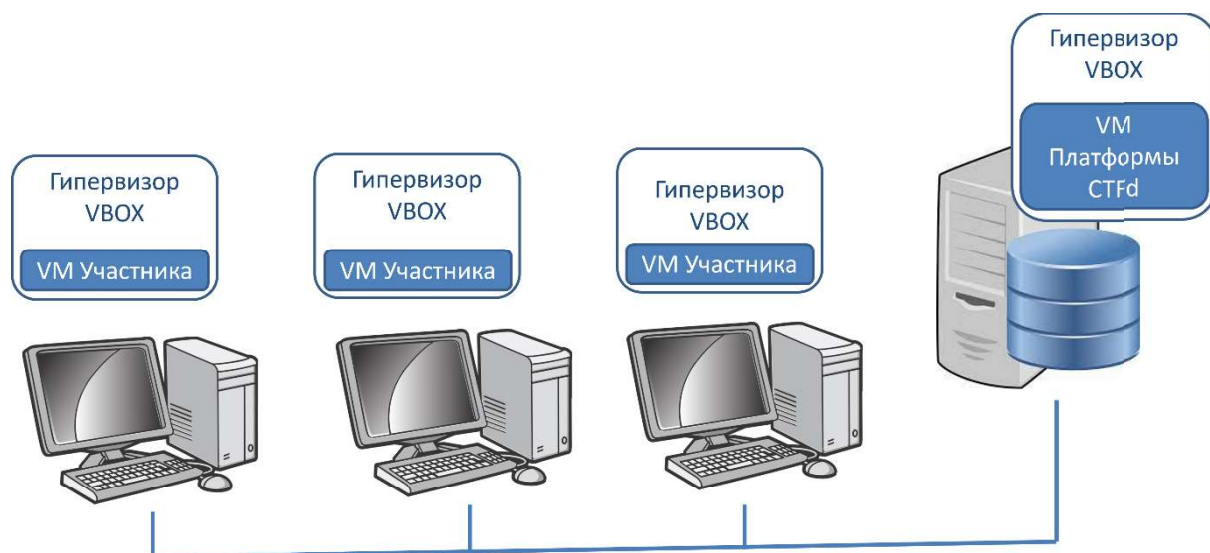 Гипервизор
VBOX
VM Участника
Гипервизор
VBOX
VM Участника
Гипервизор
VBOX
VM Участника
Гипервизор
VBOX
VM
Платформы
CTFd